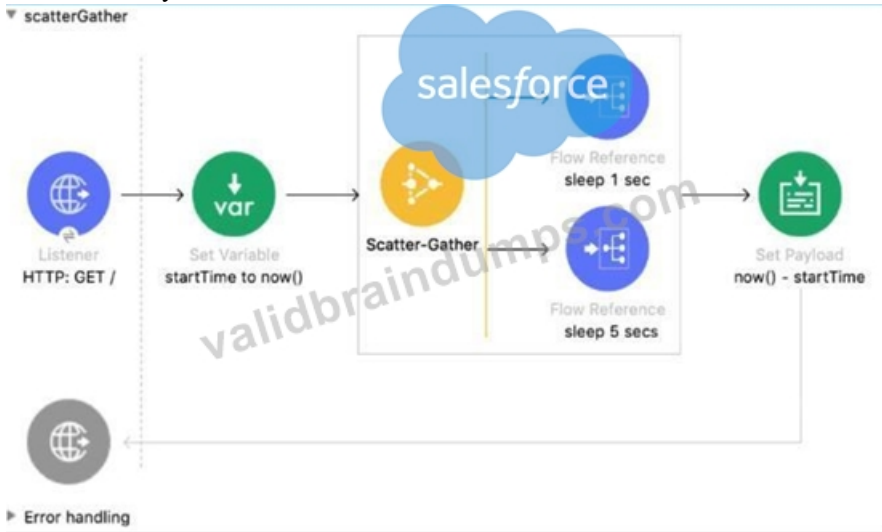 scatterGather
salesforce
Listener
HTTP: GET /
var
Set Variable
startTime to now()
Scatter-Gather
Flow Reference
sleep 1 sec
Flow Reference
sleep 5 secs
Set Payload
now() - startTime
validbraindumps.com
Error handling